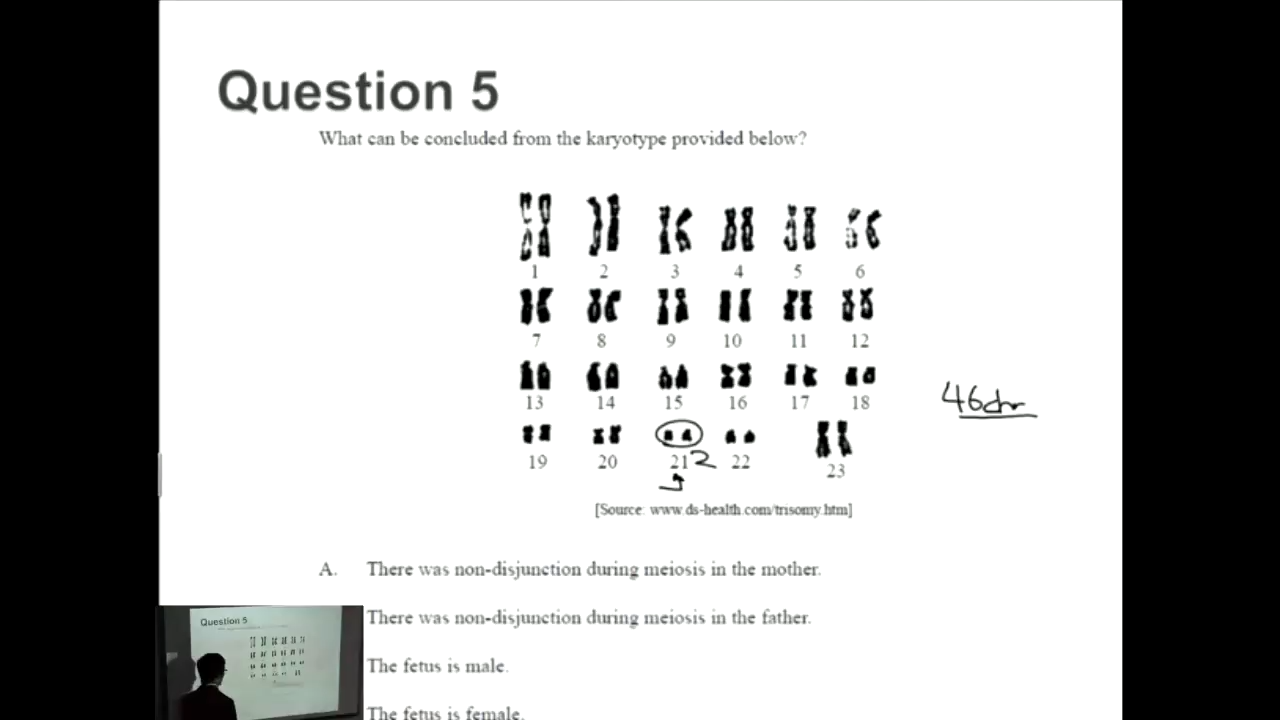 Question 5
What can be concluded from the karyotype provided below?
1 2 3 4 5 6
7 8 9 10 11 12
13 14 15 16 17 18
46chr
19 20 21 2 22 23
[Source: www.ds-health.com/trisomy.htm]
A. There was non-disjunction during meiosis in the mother.
There was non-disjunction during meiosis in the father.
The fetus is male.
The fetus is female.
Question 5